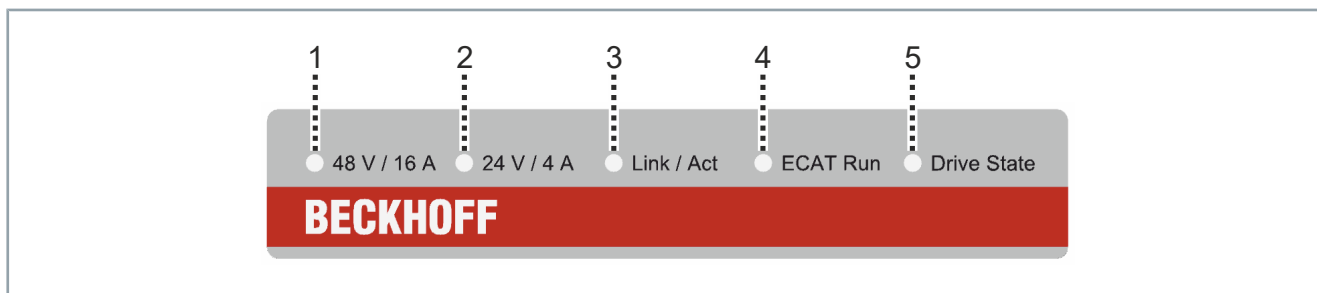 1 2 3 4 5
48 V / 16 A 24 V / 4 A Link / Act ECAT Run Drive State
BECKHOFF